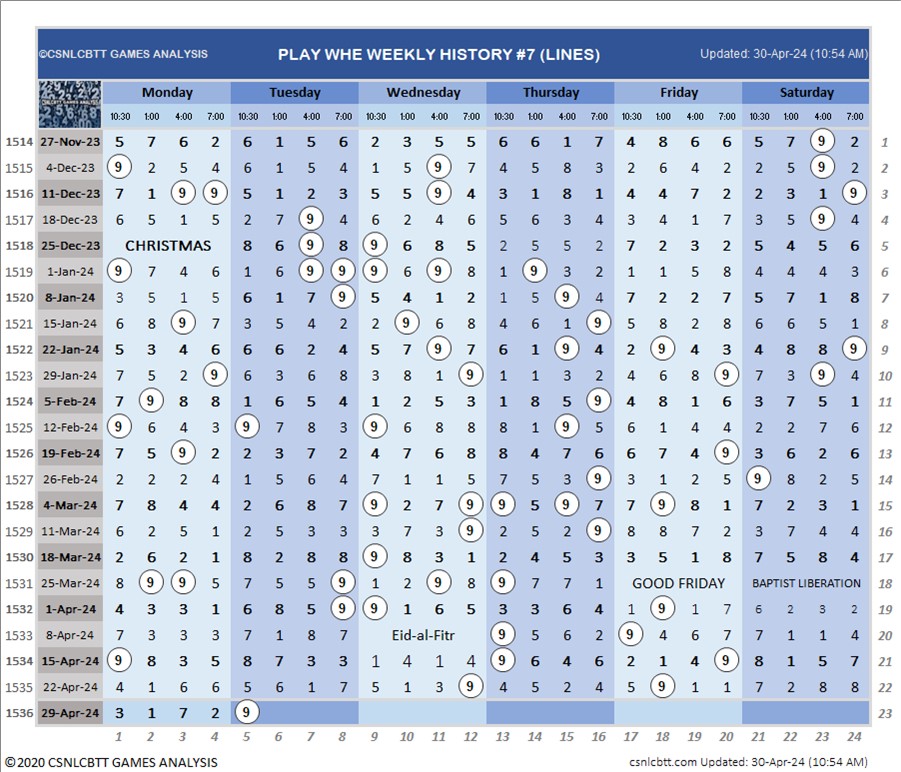 ©CSNLCBTT GAMES ANALYSIS PLAY WHE WEEKLY HISTORY #7 (LINES) Updated: 30-Apr-24 (10:54 AM)
Monday Tuesday Wednesday Thursday Friday Saturday
10:30 1:00 4:00 7:00 10:30 1:00 4:00 7:00 10:30 1:00 4:00 7:00 10:30 1:00 4:00 7:00 10:30 1:00 4:00 7:00 10:30 1:00 4:00 7:00
1514 27-Nov-23 5 7 6 2 6 1 5 6 2 3 5 5 6 6 1 7 4 8 6 6 5 7 9 2 1
1515 4-Dec-23 9 2 5 4 6 1 5 4 5 5 9 7 4 5 8 3 2 6 4 2 2 5 9 2 2
1516 11-Dec-23 7 1 9 9 5 1 2 3 5 5 9 4 3 1 8 1 4 4 7 2 2 3 1 9 3
1517 18-Dec-23 6 5 1 5 2 7 9 4 6 2 4 6 5 6 3 4 3 4 1 7 3 5 9 4 4
1518 25-Dec-23 CHRISTMAS 8 6 9 8 9 6 8 5 2 5 5 2 7 2 3 2 5 4 5 6 5
1519 1-Jan-24 9 7 4 6 1 6 9 9 9 6 9 8 1 9 3 2 1 1 5 8 4 4 4 3 6
1520 8-Jan-24 3 5 1 5 6 1 7 9 5 4 1 2 1 5 9 4 7 2 2 7 5 7 1 8 7
1521 15-Jan-24 6 8 9 7 3 5 4 2 2 9 6 8 4 6 1 9 5 8 2 8 6 6 5 1 8
1522 22-Jan-24 5 3 4 6 6 6 2 4 5 7 9 7 6 1 9 4 2 9 4 3 4 8 8 9 9
1523 29-Jan-24 7 5 2 9 6 3 6 8 3 8 1 9 1 1 3 2 4 6 8 9 7 3 9 4 10
1524 5-Feb-24 7 9 8 8 1 6 5 4 1 2 5 3 1 8 5 9 4 8 1 6 3 7 5 1 11
1525 12-Feb-24 9 6 4 3 9 7 8 3 9 6 8 8 8 1 9 5 6 1 4 4 2 2 7 6 12
1526 19-Feb-24 7 5 9 2 2 3 7 2 4 7 6 8 8 4 7 6 6 7 4 9 3 6 2 6 13
1527 26-Feb-24 2 2 2 4 1 5 6 4 7 1 1 5 7 5 3 9 3 1 2 5 9 8 2 5 14
1528 4-Mar-24 7 8 4 4 2 6 8 7 9 2 7 9 9 5 9 7 7 9 8 1 7 2 3 1 15
1529 11-Mar-24 6 2 5 1 2 5 3 3 3 7 3 9 2 5 2 9 8 8 7 2 3 7 4 4 16
1530 18-Mar-24 2 6 2 1 8 2 8 8 9 8 3 1 2 4 5 3 3 5 1 8 7 5 8 4 17
1531 25-Mar-24 8 9 9 3 7 5 5 9 1 2 9 8 9 7 7 1 GOOD FRIDAY BAPTIST LIBERATION 18
1532 1-Apr-24 4 3 3 1 6 8 5 9 9 1 6 5 3 3 6 4 1 9 1 7 6 2 3 2 19
1533 8-Apr-24 7 3 3 3 7 1 8 7 Eid-al-Fitr 9 5 6 2 9 4 6 7 7 1 1 4 20
1534 15-Apr-24 9 8 3 5 8 7 3 3 1 4 1 4 9 6 4 6 2 1 4 9 8 1 5 7 21
1535 22-Apr-24 4 1 6 6 5 6 1 7 5 1 3 9 4 5 2 4 5 9 1 1 7 2 8 8 22
1536 29-Apr-24 3 1 7 2 9 23
1 2 3 4 5 6 7 8 9 10 11 12 13 14 15 16 17 18 19 20 21 22 23 24
©2020 CSNLCBTT GAMES ANALYSIS csnlcbtt.com Updated: 30-Apr-24 (10:54 AM)